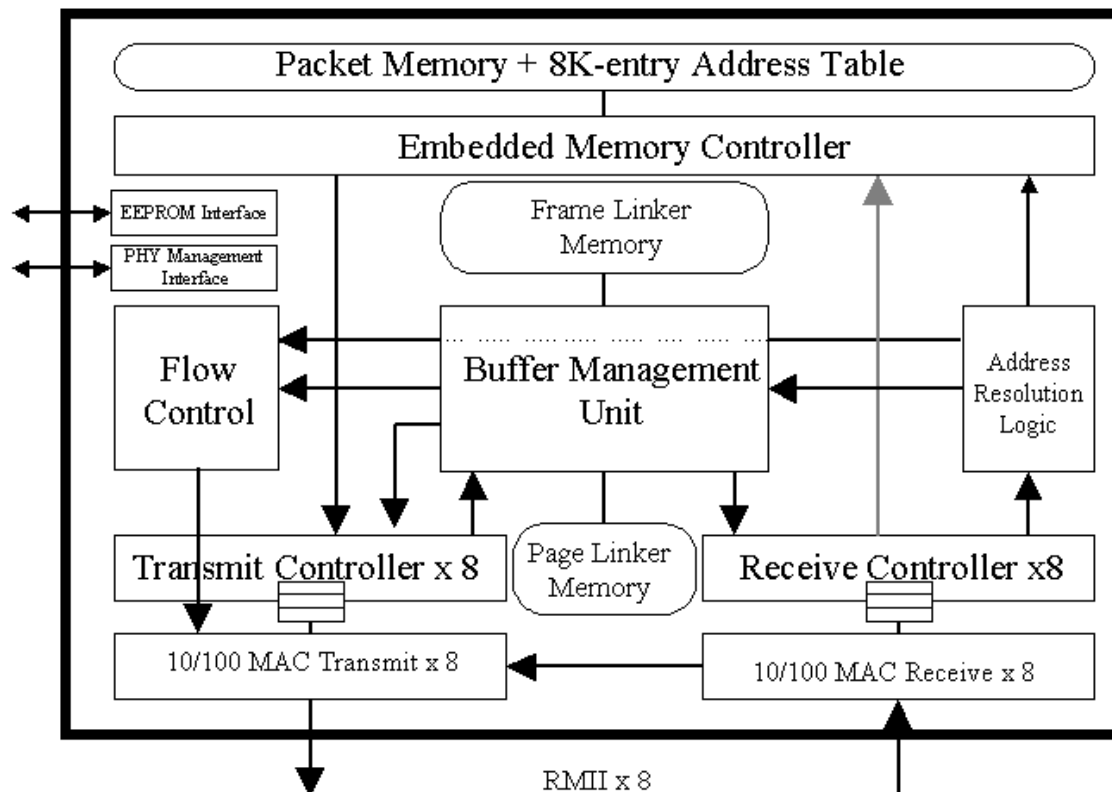 Packet Memory + 8K-entry Address Table
Embedded Memory Controller
EEPROM Interface
PHY Management
Interface
Frame Linker
Memory
Flow
Control
Buffer Management
Unit
Address
Resolution
Logic
Transmit Controller x 8
Page Linker
Memory
Receive Controller x8
10/100 MAC Transmit x 8
10/100 MAC Receive x 8
RMII x 8